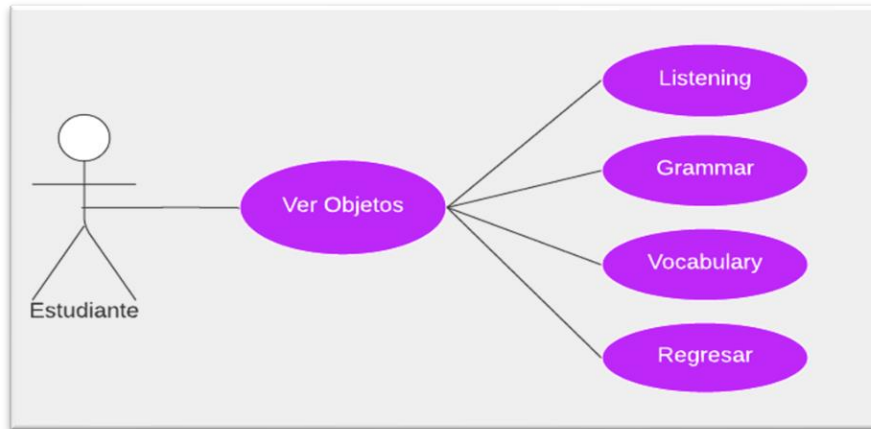 Listening
Grammar
Ver Objetos
Vocabulary
Estudiante
Regresar